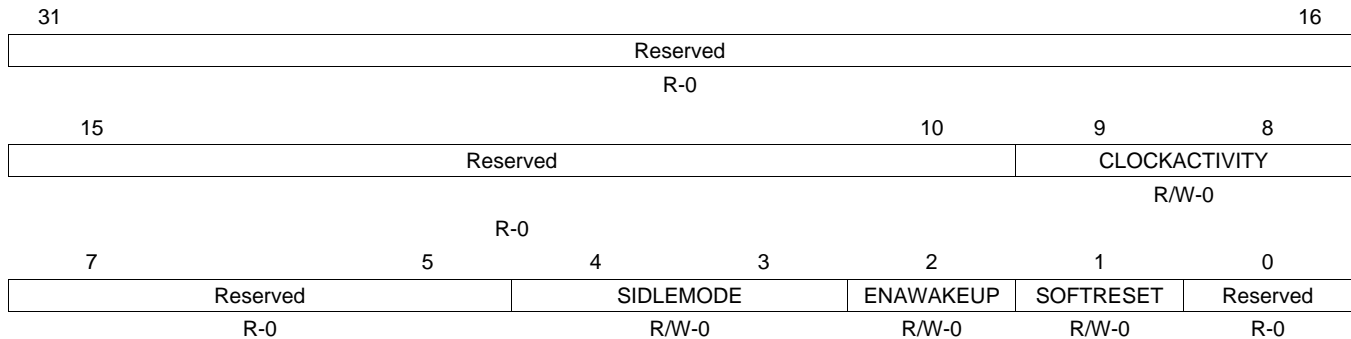 31 16
Reserved
R-0
15 10 9 8
Reserved CLOCKACTIVITY
R/W-0
R-0
7 5 4 3 2 1 0
Reserved SIDLEMODE ENAWAKEUP SOFTRESET Reserved
R-0 R/W-0 R/W-0 R/W-0 R-0